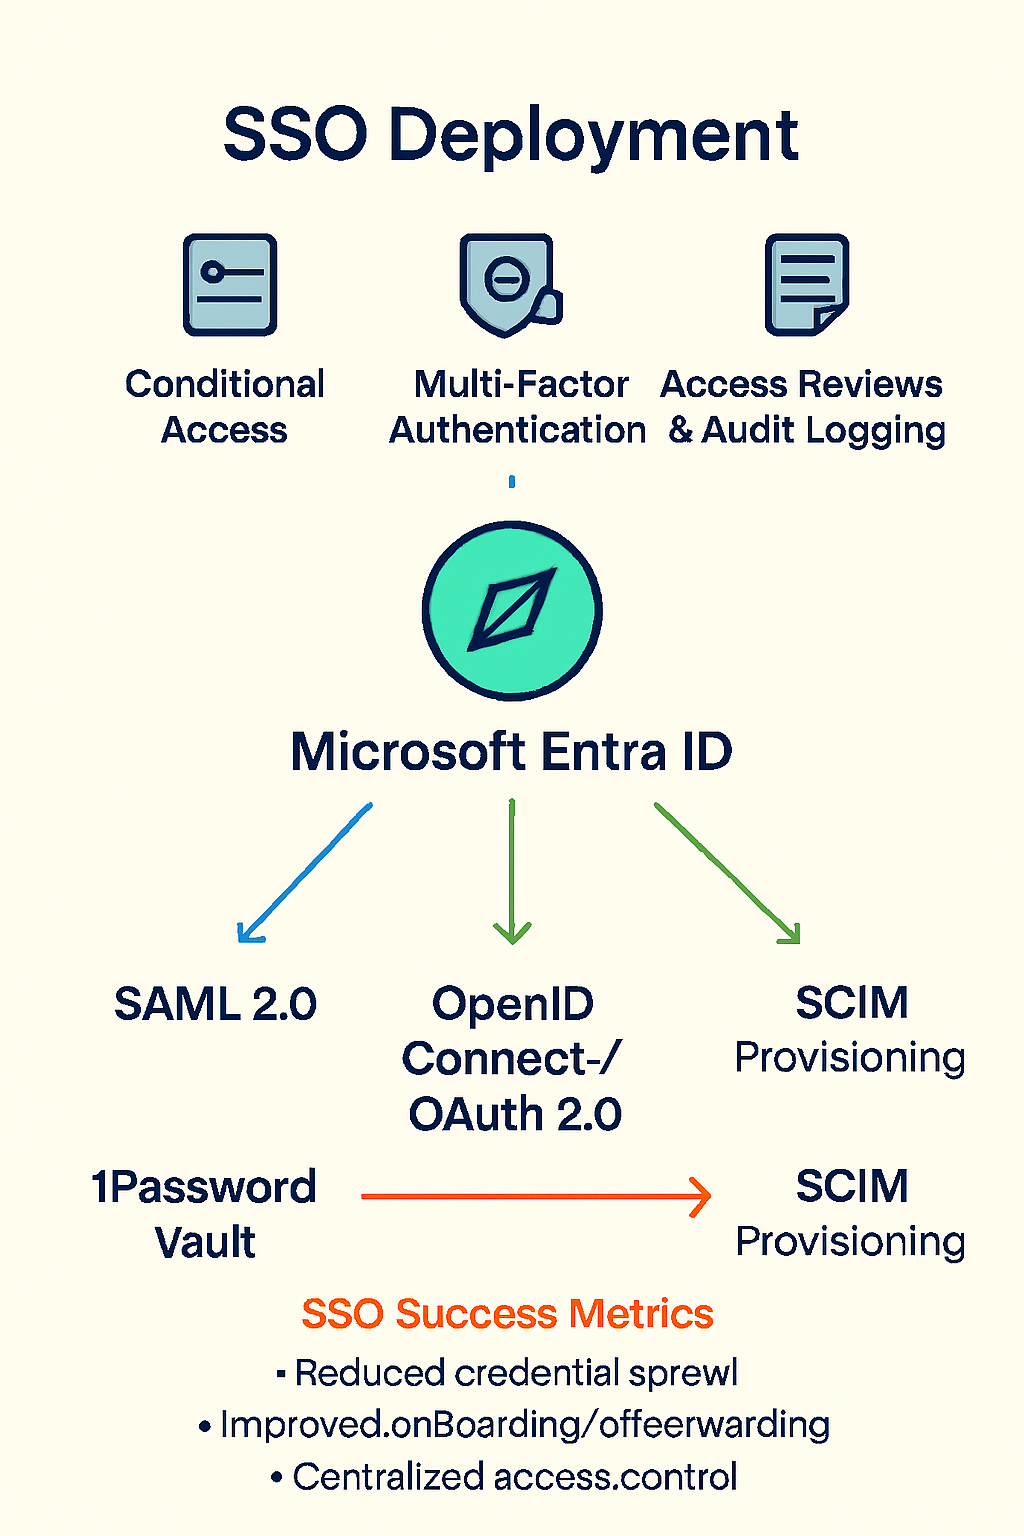 SSO Deployment
Conditional
Access
Multi-Factor
Authentication
Access Reviews
& Audit Logging
Microsoft Entra ID
SAML 2.0
OpenID
Connect-/
OAuth 2.0
SCIM
Provisioning
1Password
Vault
SCIM
Provisioning
SSO Success Metrics
▪ Reduced credential sprewl
• Improved.onBoarding/offeerwarding
• Centralized access.control